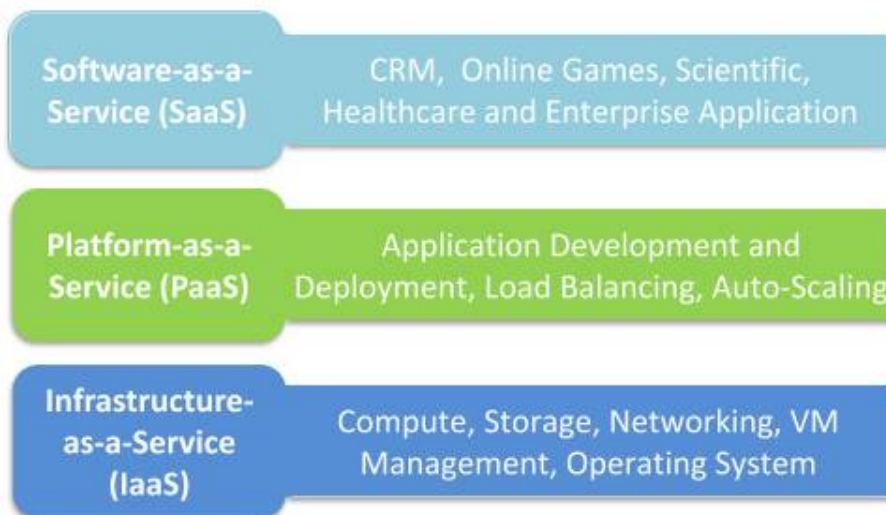 Software-as-a-
Service (SaaS)
CRM, Online Games, Scientific,
Healthcare and Enterprise Application
Platform-as-a-
Service (PaaS)
Application Development and
Deployment, Load Balancing, Auto-Scaling
Infrastructure-
as-a-Service
(IaaS)
Compute, Storage, Networking, VM
Management, Operating System